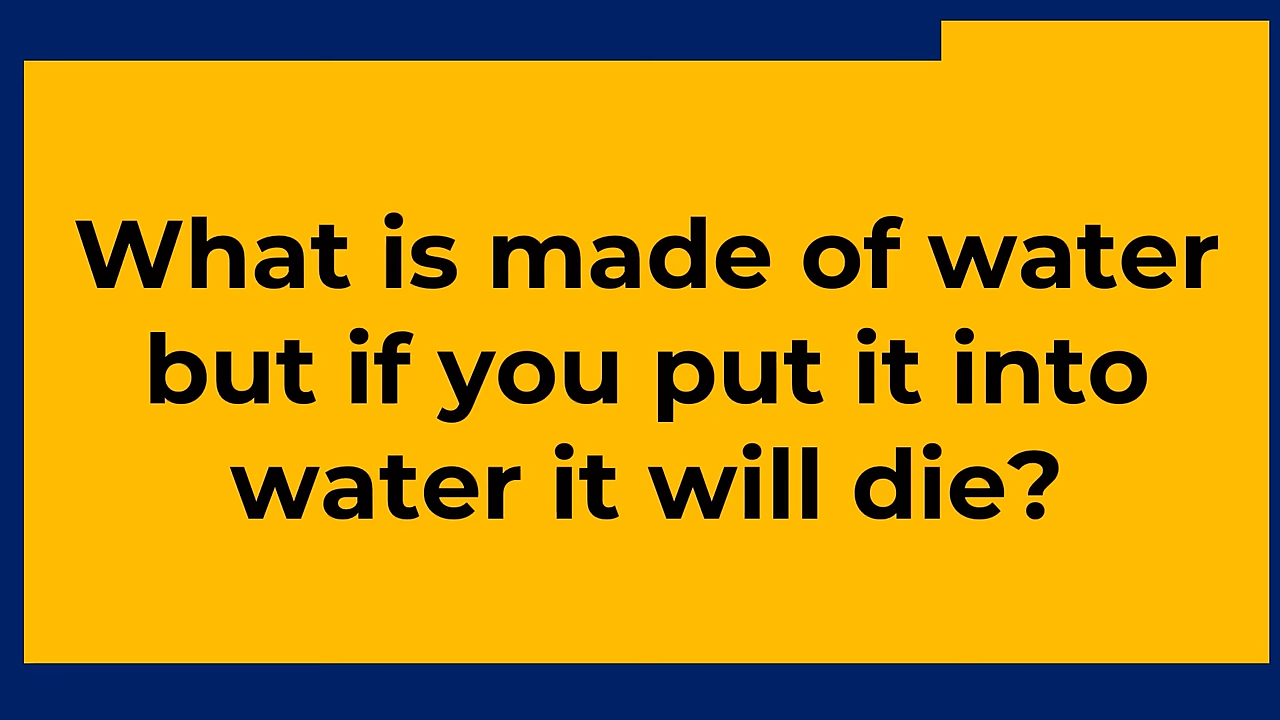 What is made of water
but if you put it into
water it will die?